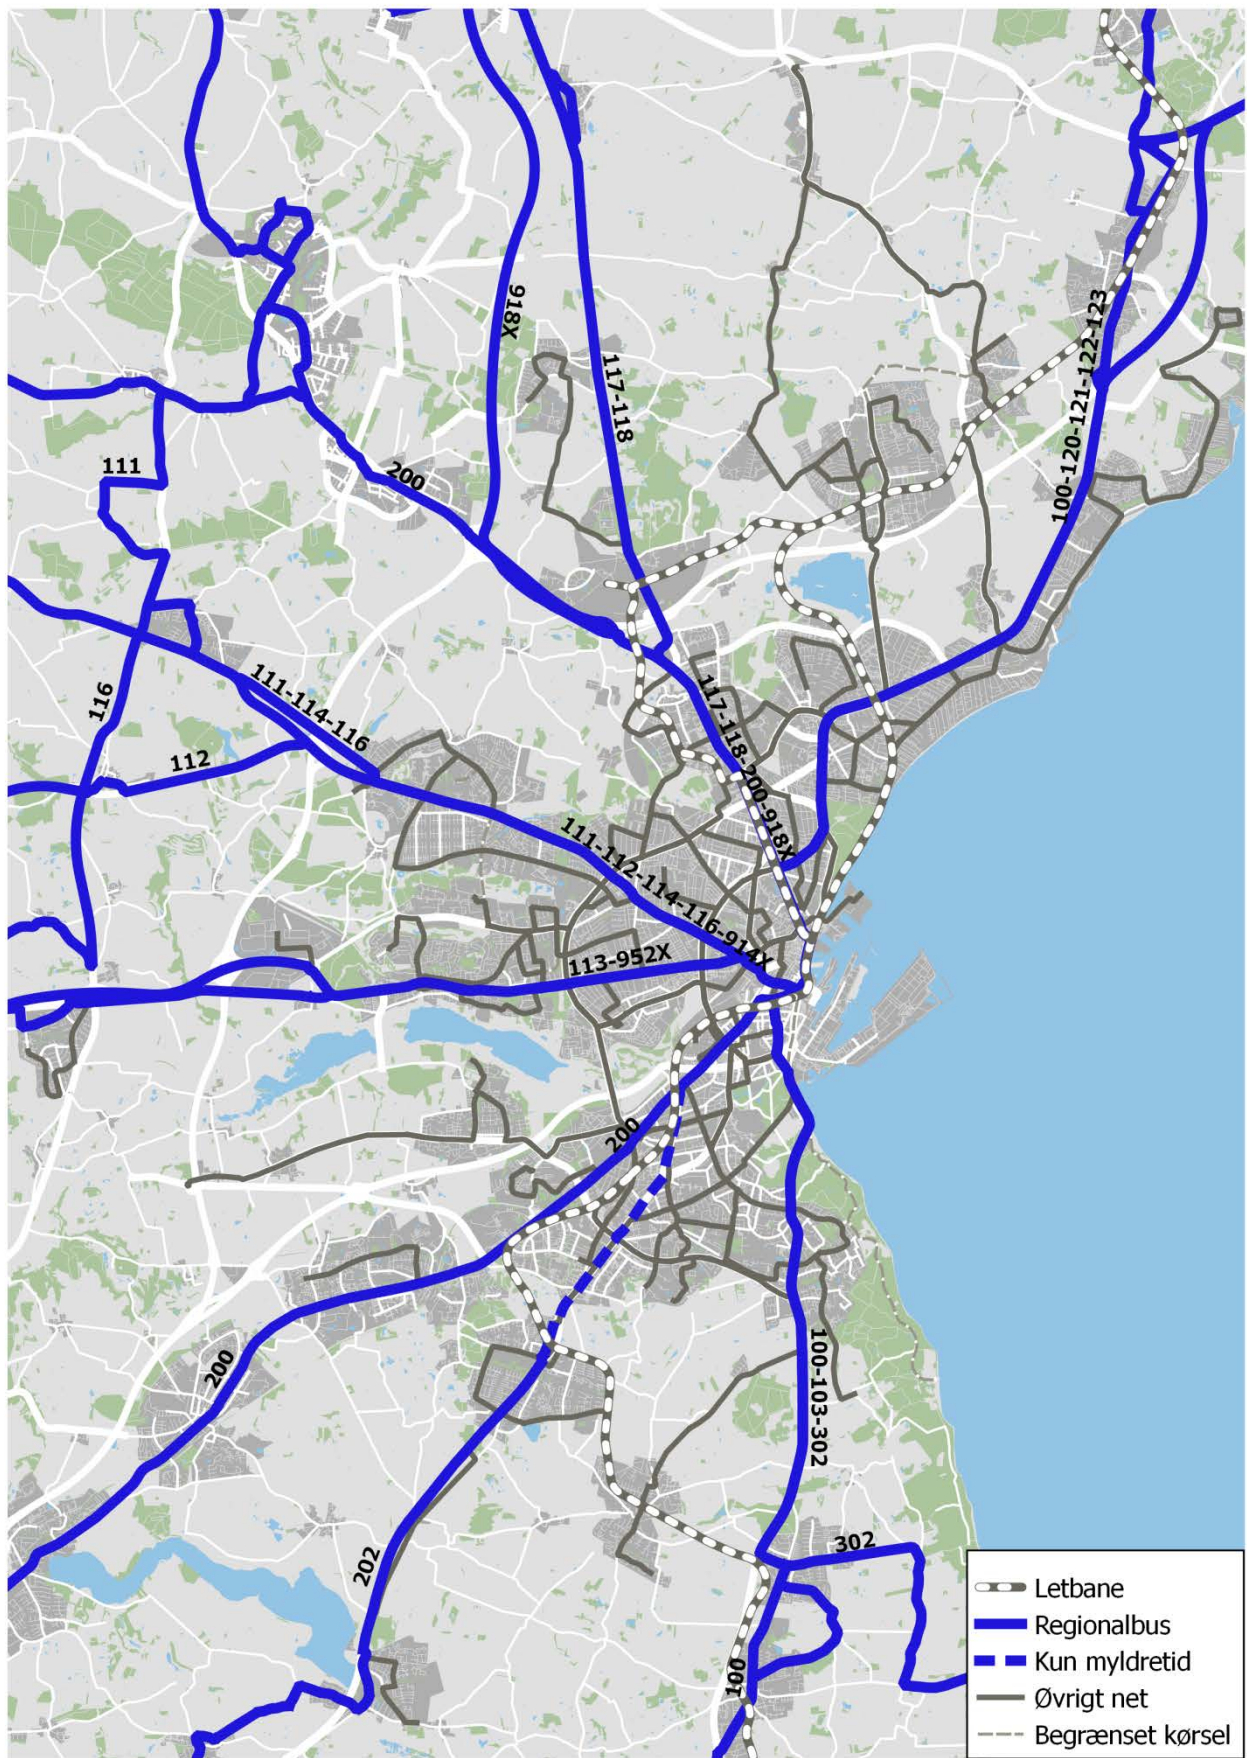 918X
117-118
100-120-121-122-123
111
200
116
111-114-116
112
117-118-200-918X
111-112-114-116-914X
113-952X
200
200
100-103-302
202
302
100
Letbane
Regionalbus
Kun myldretid
Øvrigt net
Begrænset kørsel